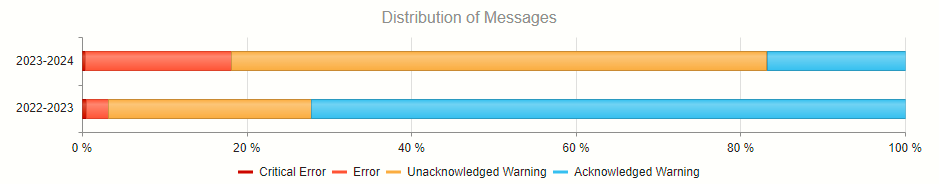 Distribution of Messages
2023-2024
2022-2023
0 % 20 % 40 % 60 % 80 % 100 %
Critical Error Error Unacknowledged Warning Acknowledged Warning